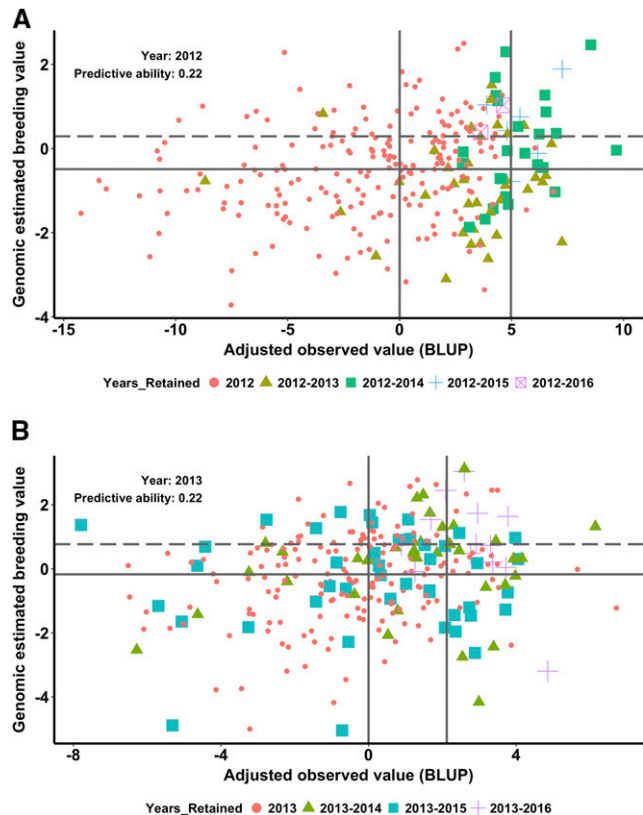 A
Year: 2012
Predictive ability: 0.22
Genomic estimated breeding value
2
0
-2
-4
-15 -10 -5 0 5 10
Adjusted observed value (BLUP)
Years_Retained 2012 2012-2013 2012-2014 2012-2015 2012-2016
B
Year: 2013
Predictive ability: 0.22
Genomic estimated breeding value
2
0
-2
-4
-8 -4 0 4
Adjusted observed value (BLUP)
Years_Retained 2013 2013-2014 2013-2015 2013-2016